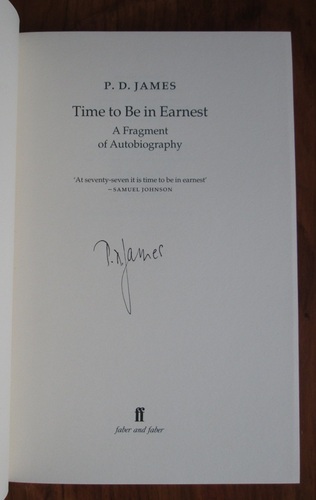 P. D. JAMES
Time to Be in Earnest
A Fragment
of Autobiography
'At seventy-seven it is time to be in earnest'
—SAMUEL JOHNSON
P. D. James
ff
faber and faber